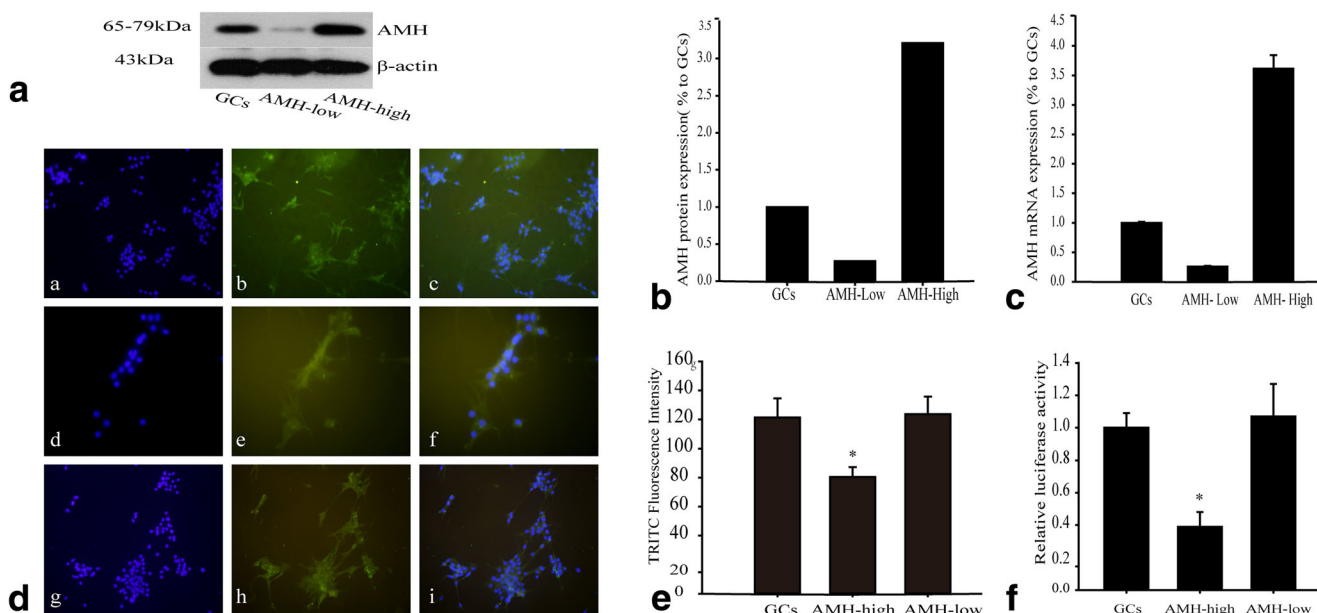 65-79kDa
AMH
43kDa
β-actin
a
GCs
AMH-low
AMH-high
a
b
c
d
e
f
g
h
i
d
AMH protein expression( % to GCs)
3.5
3.0
2.5
2.0
1.5
1.0
0.5
0.0
GCs AMH-Low AMH-High
b
AMH mRNA expression (% to GCs)
4.5
4.0
3.5
3.0
2.5
2.0
1.5
1.0
0.5
0.0
GCs AMH- Low AMH- High
c
TRITC Fluorescence Intensity
160
g
140
120
100
80
60
40
20
0
*
GCs AMH-high AMH-low
e
Relative luciferase activity
1.4
1.2
1.0
0.8
0.6
0.4
0.2
0.0
*
GCs AMH-high AMH-low
f